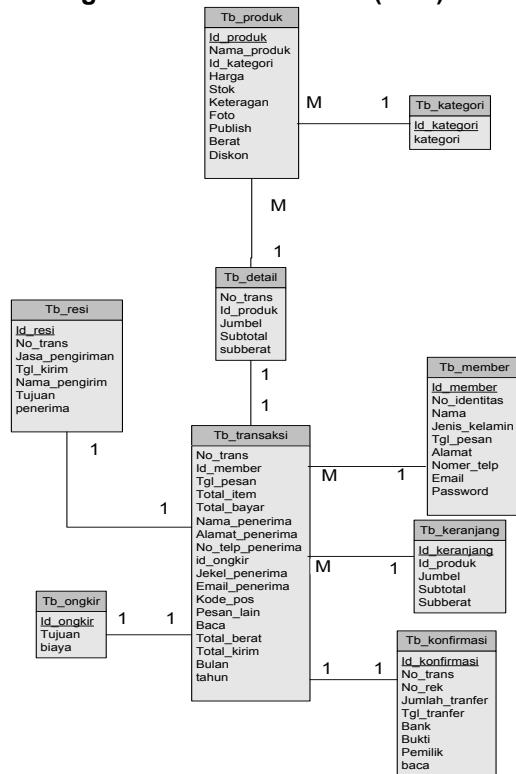 Tb_produk
Id_produk
Nama_produk
Id_kategori
Harga
Stok
Keteragan
Foto
Publish
Berat
Diskon
M
1
Tb_kategori
Id_kategori
kategori
M
1
Tb_detail
No_trans
Id_produk
Jumbel
Subtotal
subberat
1
1
Tb_resi
Id_resi
No_trans
Jasa_pengiriman
Tgl_kirim
Nama_pengirim
Tujuan
penerima
1
1
Tb_transaksi
No_trans
Id_member
Tgl_pesan
Total_item
Total_bayar
Nama_penerima
Alamat_penerima
No_telp_penerima
id_ongkir
Jekel_penerima
Email_penerima
Kode_pos
Pesan_lain
Baca
Total_berat
Total_kirim
Bulan
tahun
Tb_member
Id_member
No_identitas
Nama
Jenis_kelamin
Tgl_pesan
Alamat
Nomer_telp
Email
Password
M
1
Tb_keranjang
Id_keranjang
Id_produk
Jumbel
Subtotal
Subberat
M
1
Tb_ongkir
Id_ongkir
Tujuan
biaya
1
1
Tb_konfirmasi
Id_konfirmasi
No_trans
No_rek
Jumlah_tranfer
Tgl_tranfer
Bank
Bukti
Pemilik
baca
1
1